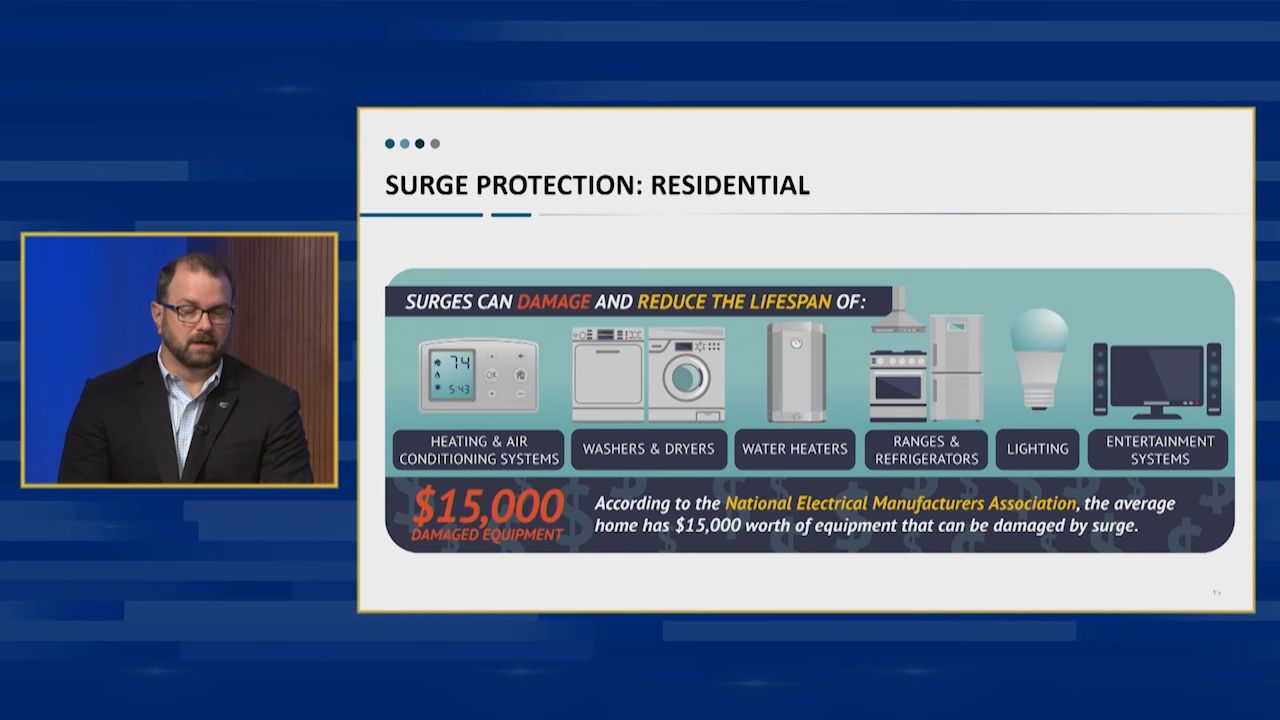 SURGE PROTECTION: RESIDENTIAL
SURGES CAN DAMAGE AND REDUCE THE LIFESPAN OF:
74
OK
5:43
HEATING & AIR
CONDITIONING SYSTEMS
WASHERS & DRYERS
WATER HEATERS
RANGES &
REFRIGERATORS
LIGHTING
ENTERTAINMENT
SYSTEMS
$15,000
DAMAGED EQUIPMENT
According to the National Electrical Manufacturers Association, the average
home has $15,000 worth of equipment that can be damaged by surge.